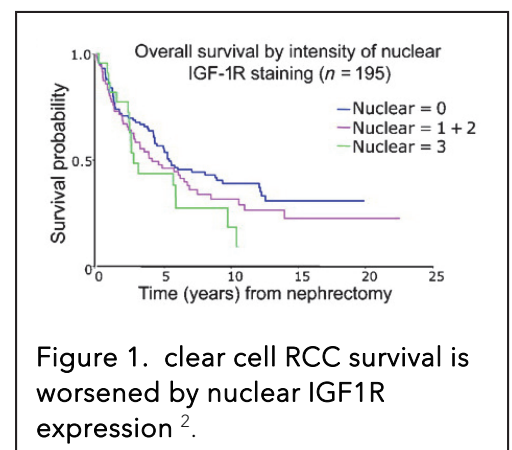 Overall survival by intensity of nuclear
IGF-1R staining (n = 195)
Nuclear = 0
Nuclear = 1 + 2
Nuclear = 3
Survival probability
1.0
0.5
0
0 5 10 15 20 25
Time (years) from nephrectomy
Figure 1. clear cell RCC survival is
worsened by nuclear IGF1R
expression 2.